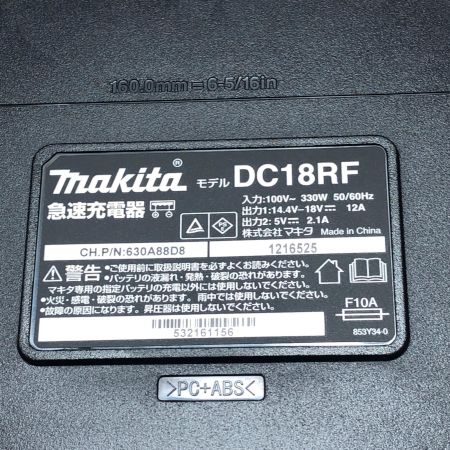 160.0mm=6-5/16in
makita® モデル DC18RF
急速充電器
入力:100V~ 330W 50/60Hz
出力1:14.4V⎓18V⎓ 12A
出力2: 5V⎓ 2.1A
株式会社マキタ Made in China
CH.P/N:630A88D8
1216525
⚠警告
•ご使用前に取扱説明書を必ずよくお読みください。
•バッテリの液漏れ・発熱・破裂の恐れがあります。
マキタ専用の指定バッテリの充電以外には使用しないでください。
•火災・感電・破裂の恐れあり。雨中では使用しないでください。
•故障の原因になります。昇圧器は使用しないでください。
F10A
532161156
853Y34-0
>PC+ABS<